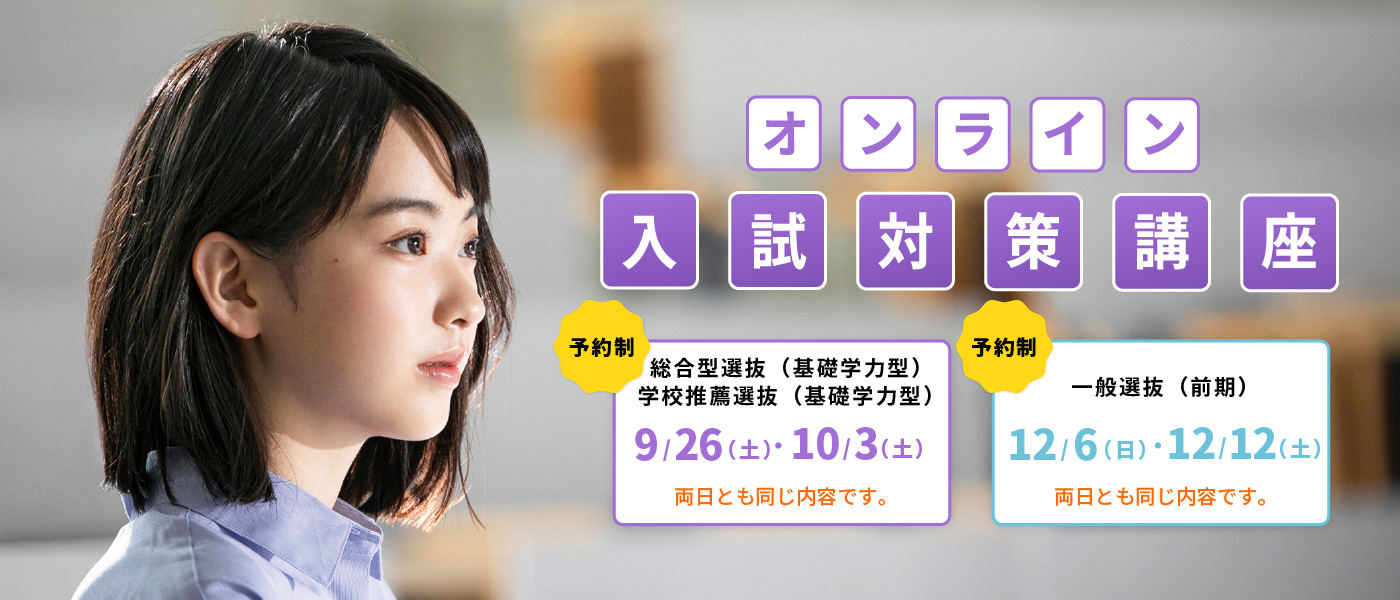 オンライン
入試対策講座
予約制
総合型選抜（基礎学力型）
学校推薦選抜（基礎学力型）
9/26(土)・10/3(土)
両日とも同じ内容です。
予約制
一般選抜（前期）
12/6(日)・12/12(土)
両日とも同じ内容です。